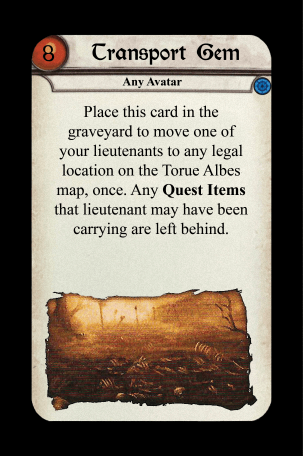 8 Transport Gem
Any Avatar
Place this card in the
graveyard to move one of
your lieutenants to any legal
location on the Torue Albes
map, once. Any Quest Items
that lieutenant may have been
carrying are left behind.